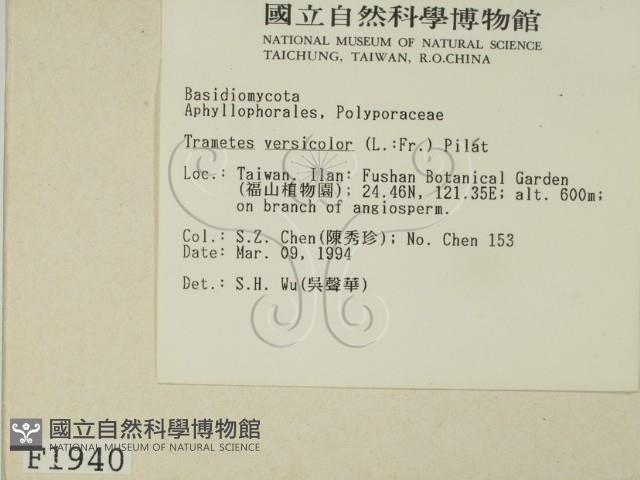 國立自然科學博物館
NATIONAL MUSEUM OF NATURAL SCIENCE
TAICHUNG, TAIWAN, R.O.CHINA
Basidiomycota
Aphyllophorales, Polyporaceae
Trametes versicolor (L.:Fr.) Pilát
Loc.: Taiwan. Ilan: Fushan Botanical Garden
(福山植物園); 24.46N, 121.35E; alt. 600m;
on branch of angiosperm.
Col.: S.Z. Chen(陳秀珍); No. Chen 153
Date: Mar. 09, 1994
Det.: S.H. Wu(吳聲華)
國立自然科學博物館
NATIONAL MUSEUM OF NATURAL SCIENCE
F1940